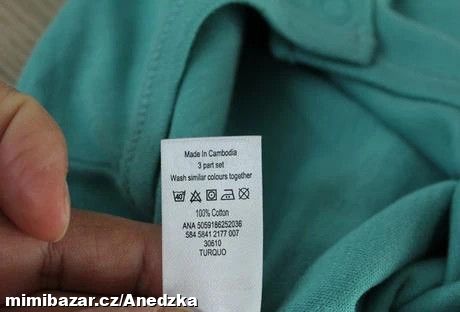 Made In Cambodia
3 part set
Wash similar colours together
40
100% Cotton
ANA 5059186252036
584 5841 2177 007
30610
TURQUO
mimibazar.cz/Anedzka